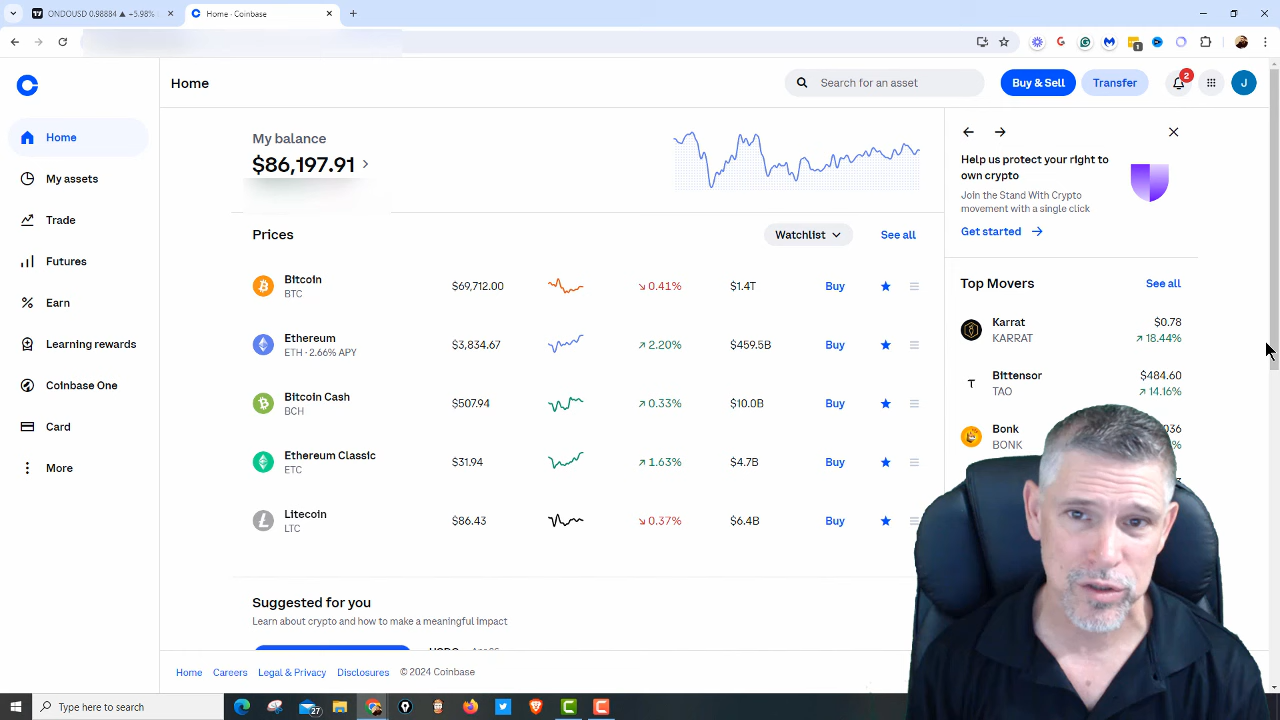 ONDOUSD 0.98884 ▲ +5.98%
Home - Coinbase
Home
Search for an asset
Buy & Sell
Transfer
2
J
1
Home
My assets
Trade
Futures
Earn
Learning rewards
Coinbase One
Card
More
My balance
$86,197.91
Prices
Watchlist
See all
Bitcoin
BTC
$69,712.00
↘ 0.41%
$1.4T
Buy
Ethereum
ETH · 2.66% APY
$3,834.67
↗ 2.20%
$459.5B
Buy
Bitcoin Cash
BCH
$507.94
↗ 0.33%
$10.0B
Buy
Ethereum Classic
ETC
$31.94
↗ 1.63%
$4.7B
Buy
Litecoin
LTC
$86.43
↘ 0.37%
$6.4B
Buy
Suggested for you
Learn about crypto and how to make a meaningful impact
Help us protect your right to
own crypto
Join the Stand With Crypto
movement with a single click
Get started
Top Movers
See all
Karrat
KARRAT
$0.78
↗ 18.44%
T
Bittensor
TAO
$484.60
↗ 14.16%
Bonk
BONK
Home
Careers
Legal & Privacy
Disclosures
© 2024 Coinbase
Type here to search
27